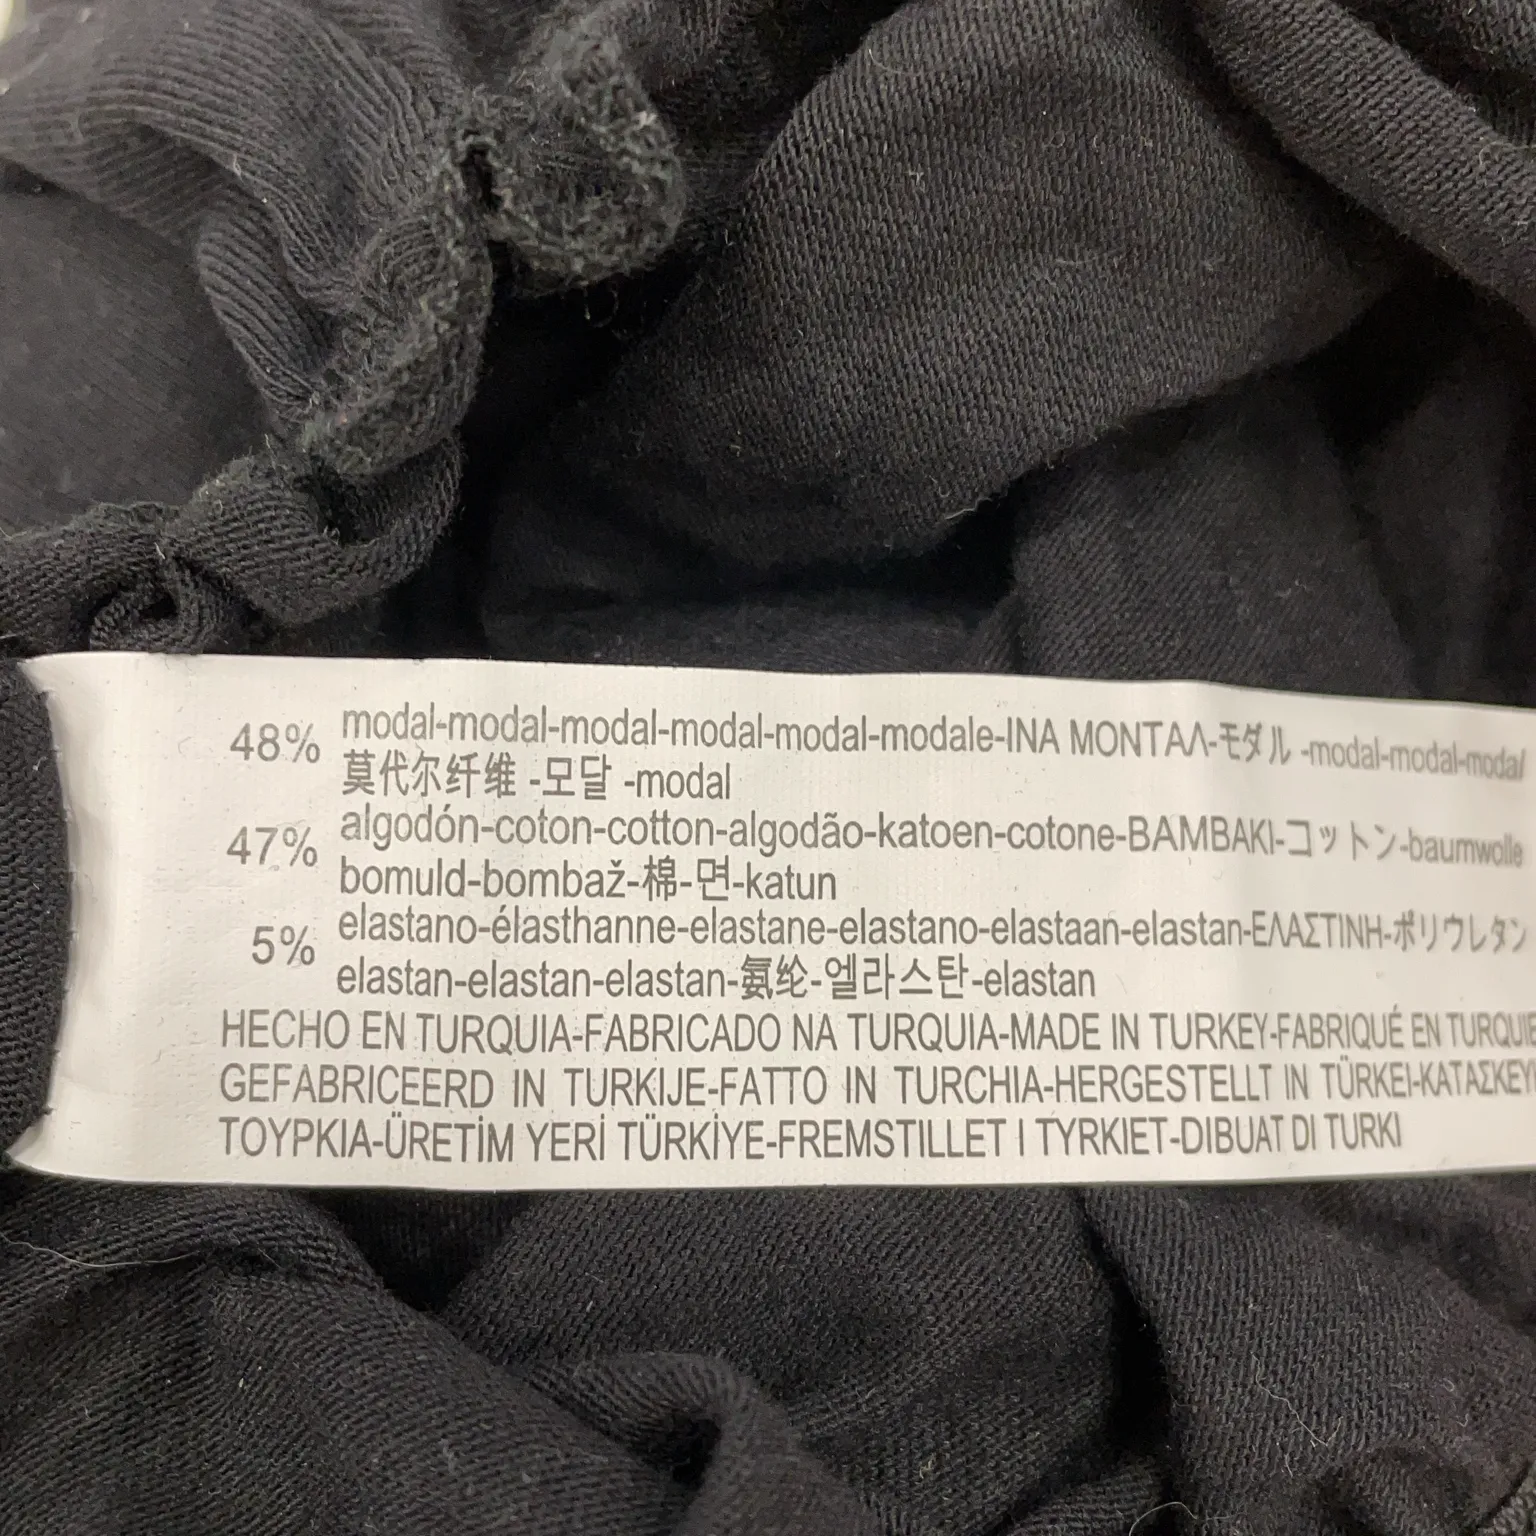 48% modal-modal-modal-modal-modal-modale-INA MONTAΛ-モダル -modal-modal-modal
莫代尔纤维 -모달 -modal
47% algodón-coton-cotton-algodão-katoen-cotone-BAMBAKI-コットン-baumwolle
bomuld-bombaž-棉-면-katun
5% elastano-élasthanne-elastane-elastano-elastaan-elastan-ΕΛΑΣΤΙΝΗ-ポリウレタン
elastan-elastan-elastan-氨纶-엘라스탄-elastan
HECHO EN TURQUIA-FABRICADO NA TURQUIA-MADE IN TURKEY-FABRIQUÉ EN TURQUIE
GEFABRICEERD IN TURKIJE-FATTO IN TURCHIA-HERGESTELLT IN TÜRKEI-ΚΑΤΑΣΚΕΥ
ΤΟΥΡΚΙΑ-ÜRETİM YERİ TÜRKİYE-FREMSTILLET I TYRKIET-DIBUAT DI TURKI